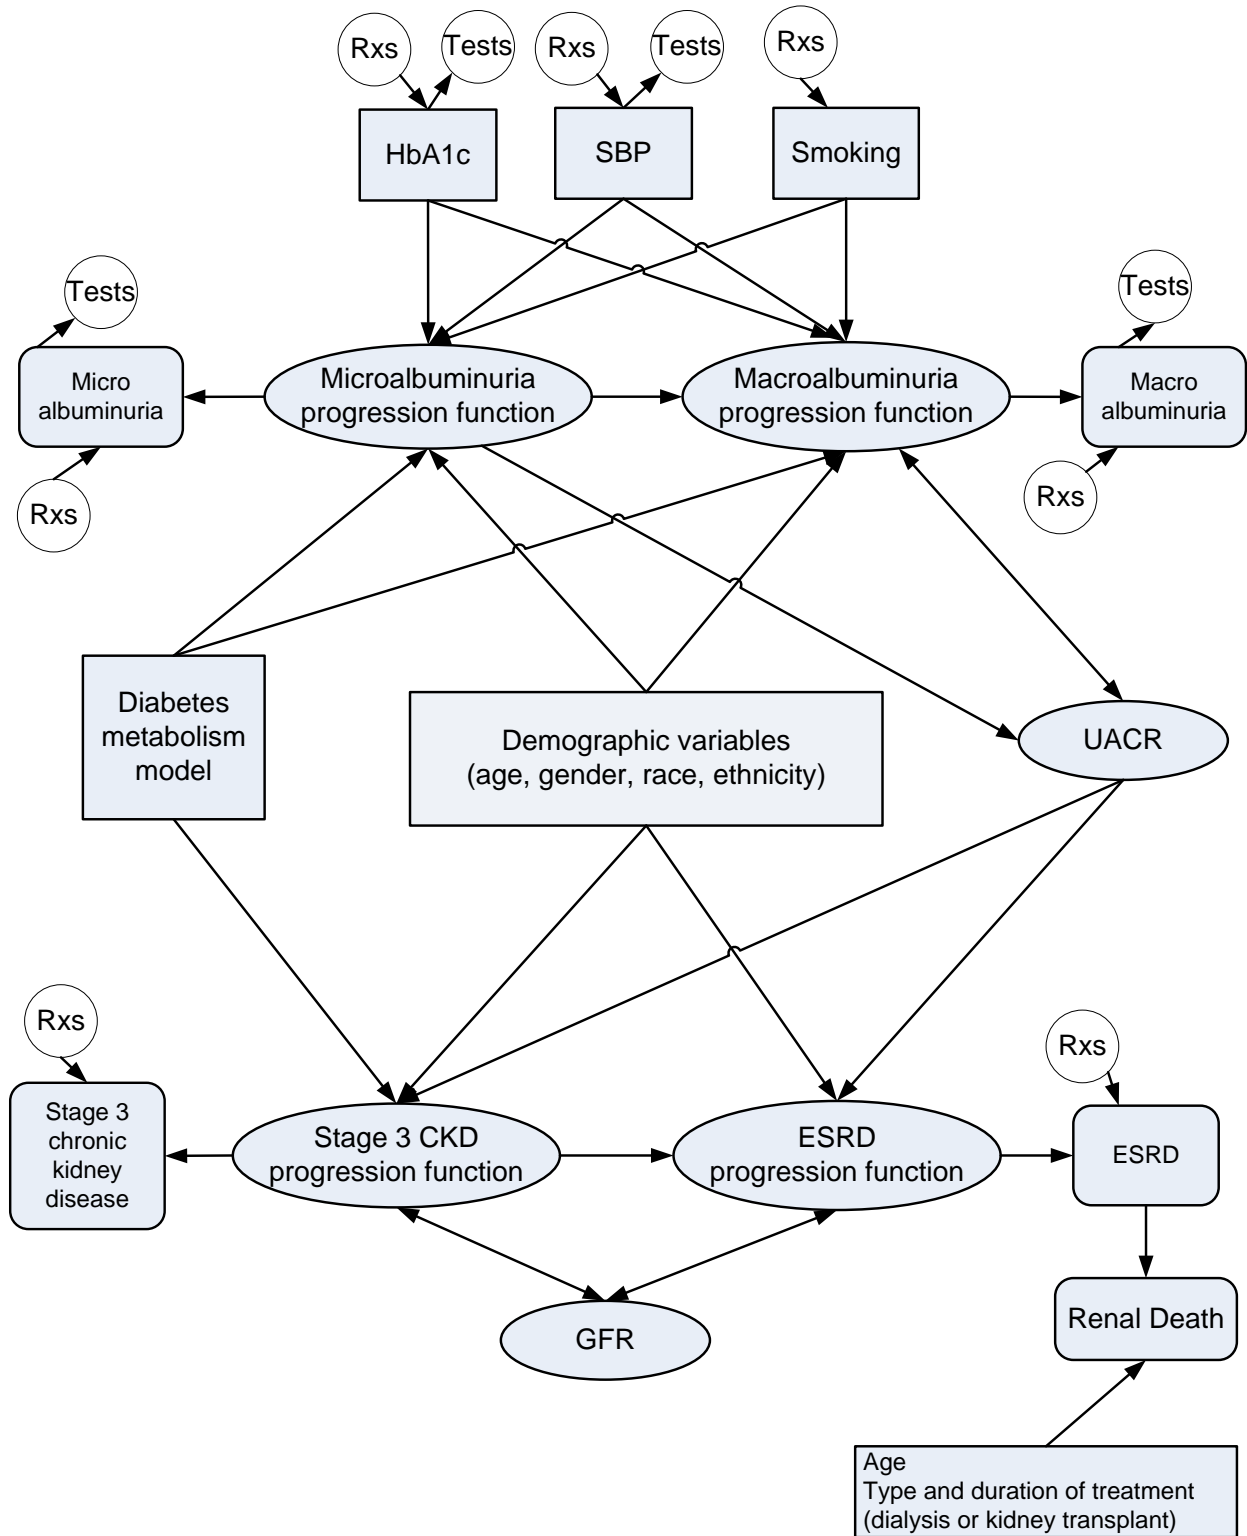 Rxs
Tests
Rxs
Tests
Rxs
HbA1c
SBP
Smoking
Tests
Tests
Micro
albuminuria
Microalbuminuria
progression function
Macroalbuminuria
progression function
Macro
albuminuria
Rxs
Rxs
Diabetes
metabolism
model
Demographic variables
(age, gender, race, ethnicity)
UACR
Rxs
Rxs
Stage 3
chronic
kidney
disease
Stage 3 CKD
progression function
ESRD
progression function
ESRD
GFR
Renal Death
Age
Type and duration of treatment
(dialysis or kidney transplant)